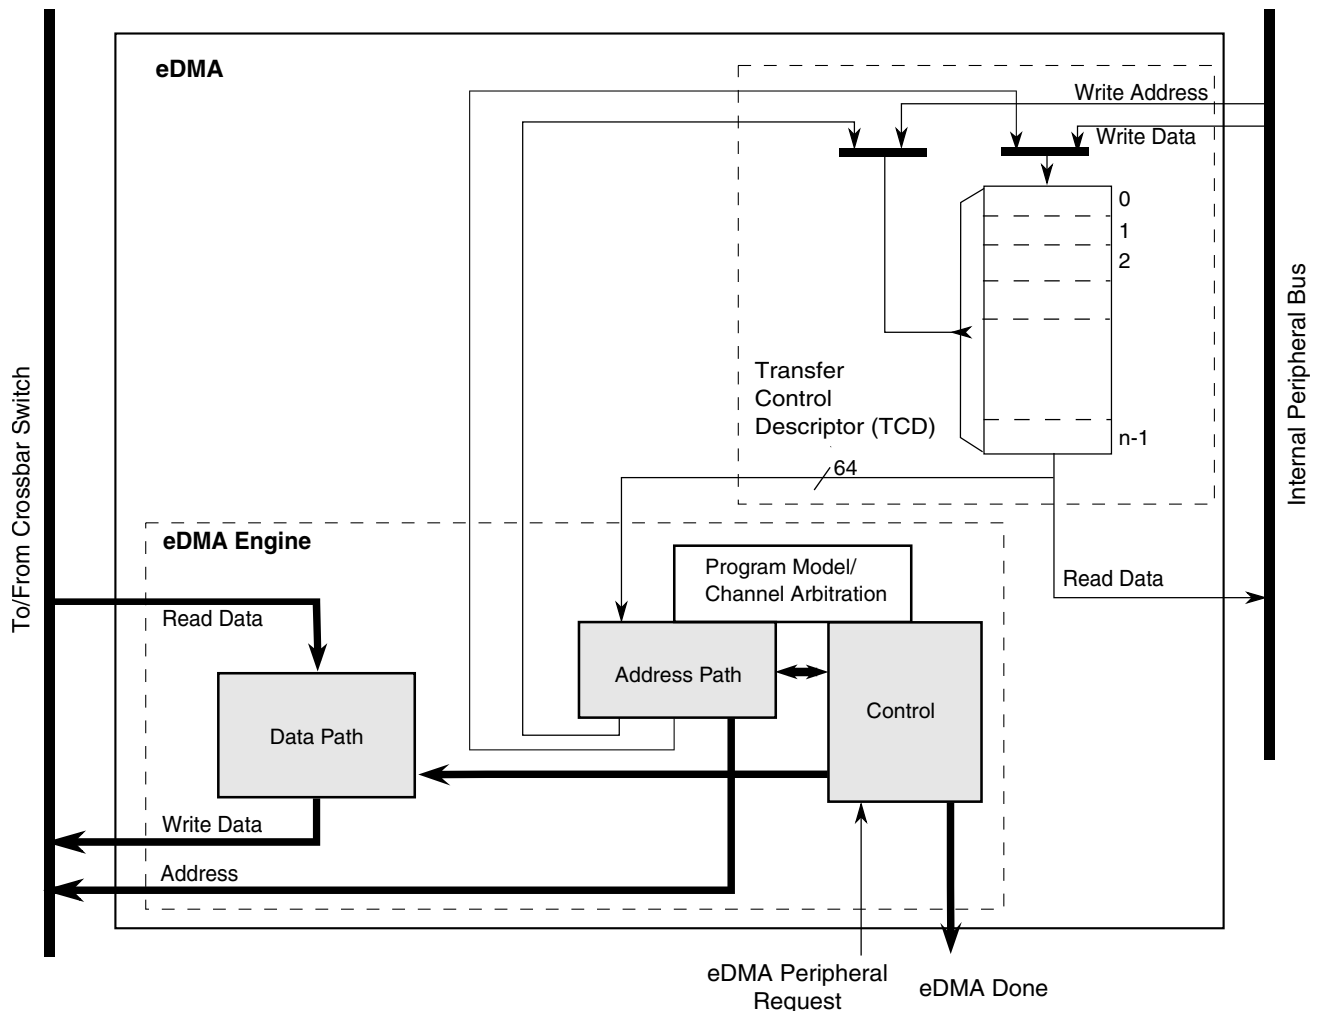 eDMA
Write Address
Write Data
0
1
2
n-1
Transfer
Control
Descriptor (TCD)
64
To/From Crossbar Switch
Internal Peripheral Bus
eDMA Engine
Program Model/
Channel Arbitration
Read Data
Read Data
Address Path
Control
Data Path
Write Data
Address
eDMA Peripheral
Request
eDMA Done